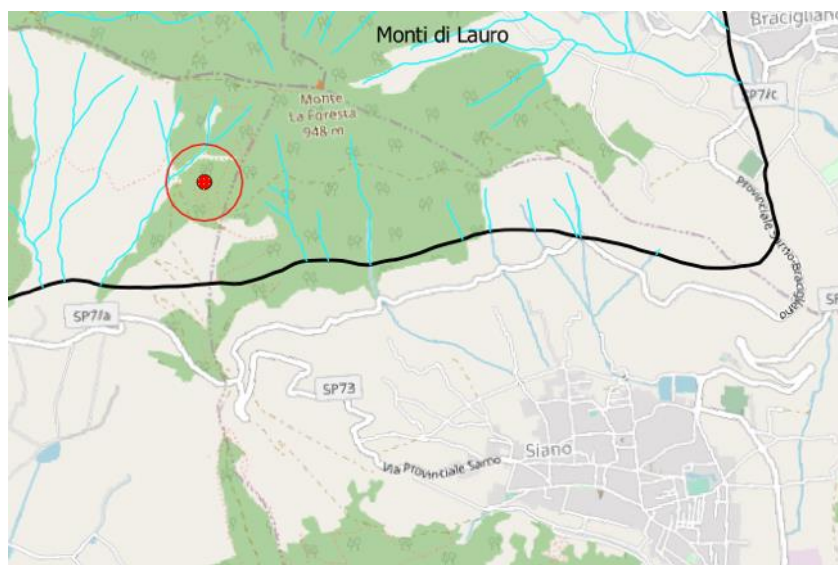 Monti di Lauro
Bracigliano
SP7/c
Monte
La Foresta
948 m
Provinciale Sarno-Bracigliano
SP7/a
SP
SP73
Siano
Via Provinciale Sarno